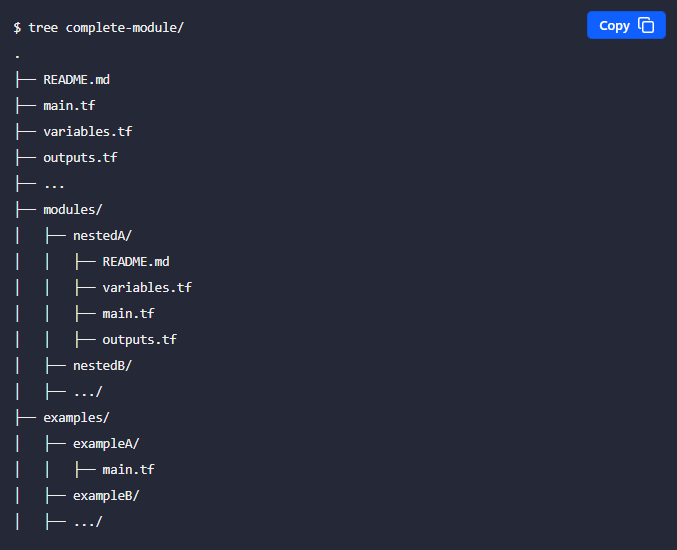 $ tree complete-module/
Copy
.
├── README.md
├── main.tf
├── variables.tf
├── outputs.tf
├── ...
├── modules/
│   ├── nestedA/
│   │   ├── README.md
│   │   ├── variables.tf
│   │   ├── main.tf
│   │   ├── outputs.tf
│   ├── nestedB/
│   ├── .../
├── examples/
│   ├── exampleA/
│   │   ├── main.tf
│   ├── exampleB/
│   ├── .../